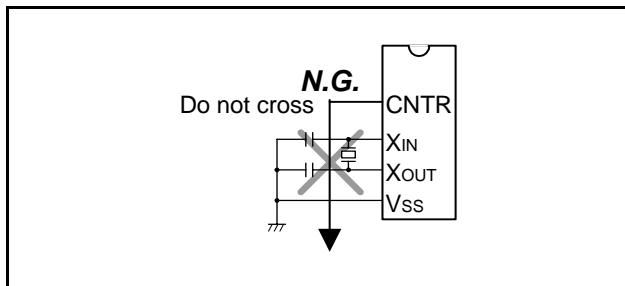 N.G.
Do not cross
CNTR
XIN
XOUT
VSS